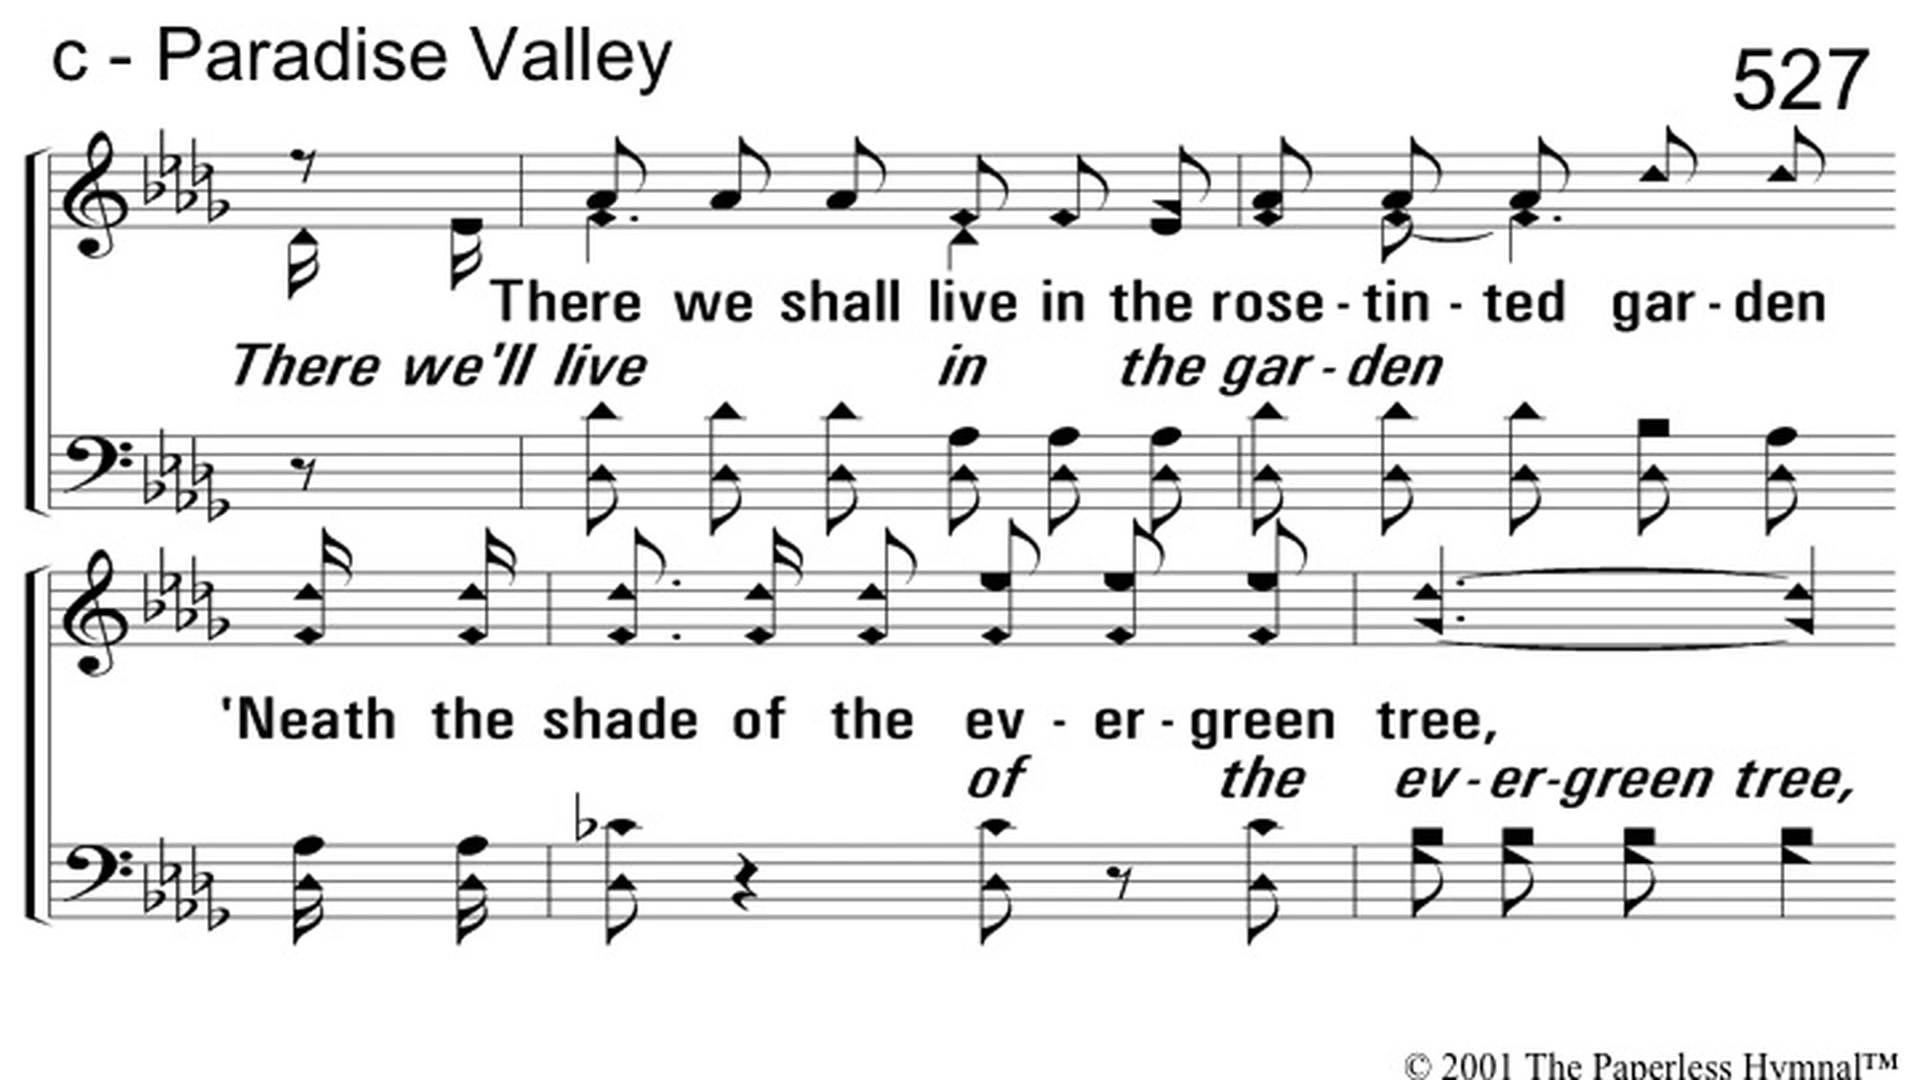 c - Paradise Valley
527
There we shall live in the rose - tin - ted gar - den
There we'll live in the gar - den
'Neath the shade of the ev - er - green tree,
of the ev - er - green tree,
© 2001 The Paperless Hymnal™